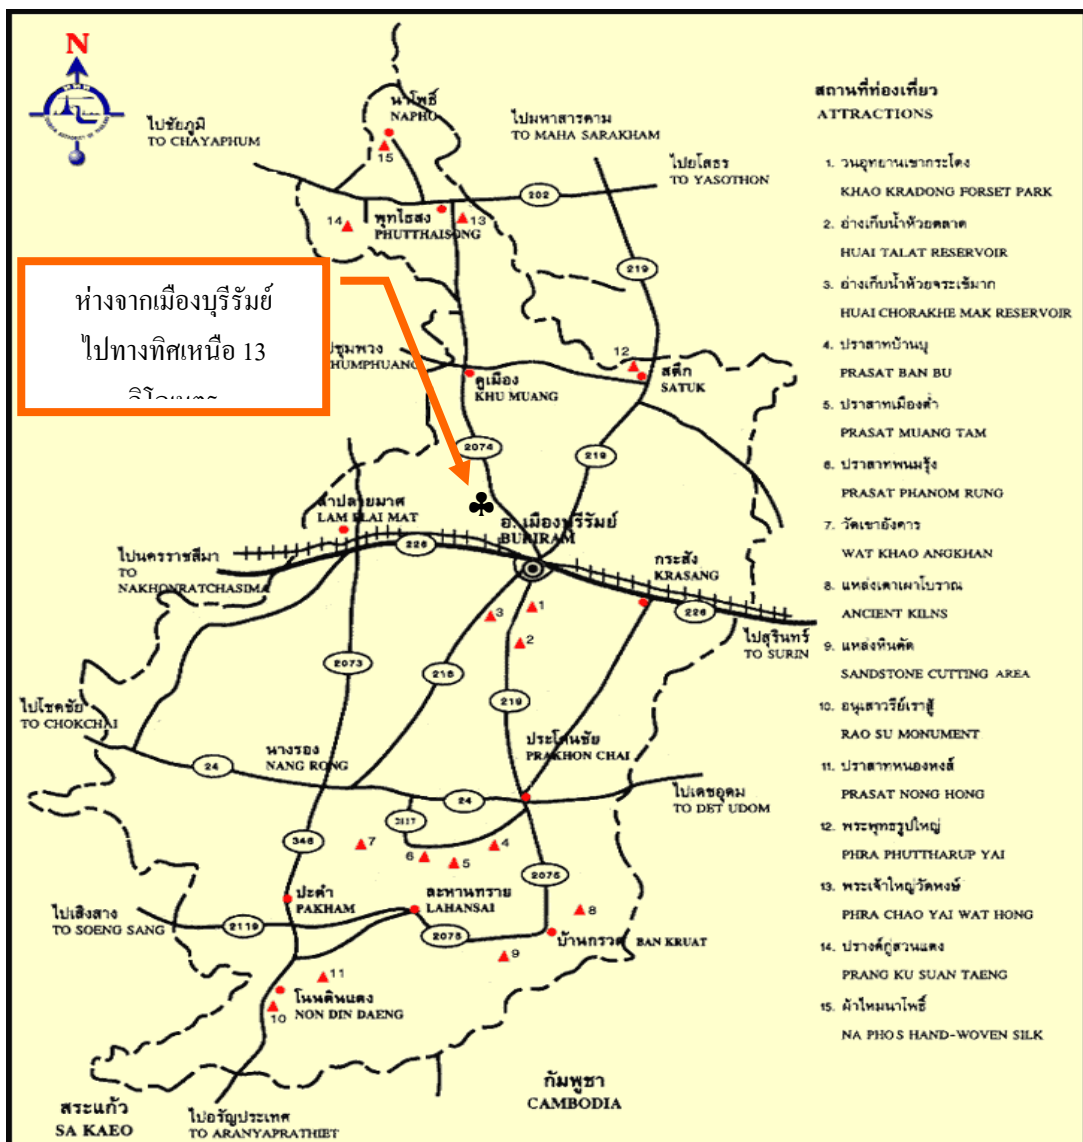 N
นาโพธิ์
NAPHO
15
ไปชัยภูมิ
TO CHAYAPHUM
ไปมหาสารคาม
TO MAHA SARAKHAM
ไปยโสธร
TO YASOTHON
202
พุทไธสง
PHUTTHAISONG
14
13
219
ห่างจากเมืองบุรีรัมย์
ไปทางทิศเหนือ 13
12
สตึก
SATUK
คูเมือง
KHU MUANG
2074
219
ลำปลายมาศ
LAM PLAI MAT
อ. เมืองบุรีรัมย์
BURIRAM
226
ไปนครราชสีมา
TO
NAKHONRATCHASIMA
กระสัง
KRASANG
226
ไปสุรินทร์
TO SURIN
1
3
2
2073
218
219
ไปโชคชัย
TO CHOKCHAI
24
นางรอง
NANG RONG
ประโคนชัย
PRAKHON CHAI
24
ไปเดชอุดม
TO DET UDOM
2117
348
7
6
5
4
2075
ปะคำ
PAKHAM
ละหานทราย
LAHANSAI
8
ไปเสิงสาง
TO SOENG SANG
2119
2075
บ้านกรวด BAN KRUAT
9
11
โนนดินแดง
NON DIN DAENG
10
สระแก้ว
SA KAEO
ไปอรัญประเทศ
TO ARANYAPRATHIET
กัมพูชา
CAMBODIA
สถานที่ท่องเที่ยว
ATTRACTIONS
1. วนอุทยานเขากระโดง
KHAO KRADONG FORSET PARK
2. อ่างเก็บน้ำห้วยตลาด
HUAI TALAT RESERVOIR
3. อ่างเก็บน้ำห้วยจระเข้มาก
HUAI CHORAKHE MAK RESERVOIR
4. ปราสาทบ้านบุ
PRASAT BAN BU
5. ปราสาทเมืองต่ำ
PRASAT MUANG TAM
6. ปราสาทพนมรุ้ง
PRASAT PHANOM RUNG
7. วัดเขาอังคาร
WAT KHAO ANGKHAN
8. แหล่งเตาเผาโบราณ
ANCIENT KILNS
9. แหล่งหินตัด
SANDSTONE CUTTING AREA
10. อนุเสาวรีย์เราสู้
RAO SU MONUMENT
11. ปราสาทหนองหงส์
PRASAT NONG HONG
12. พระพุทธรูปใหญ่
PHRA PHUTTHARUP YAI
13. พระเจ้าใหญ่วัดหงษ์
PHRA CHAO YAI WAT HONG
14. ปรางค์กู่สวนแตง
PRANG KU SUAN TAENG
15. ผ้าไหมนาโพธิ์
NA PHO S HAND-WOVEN SILK